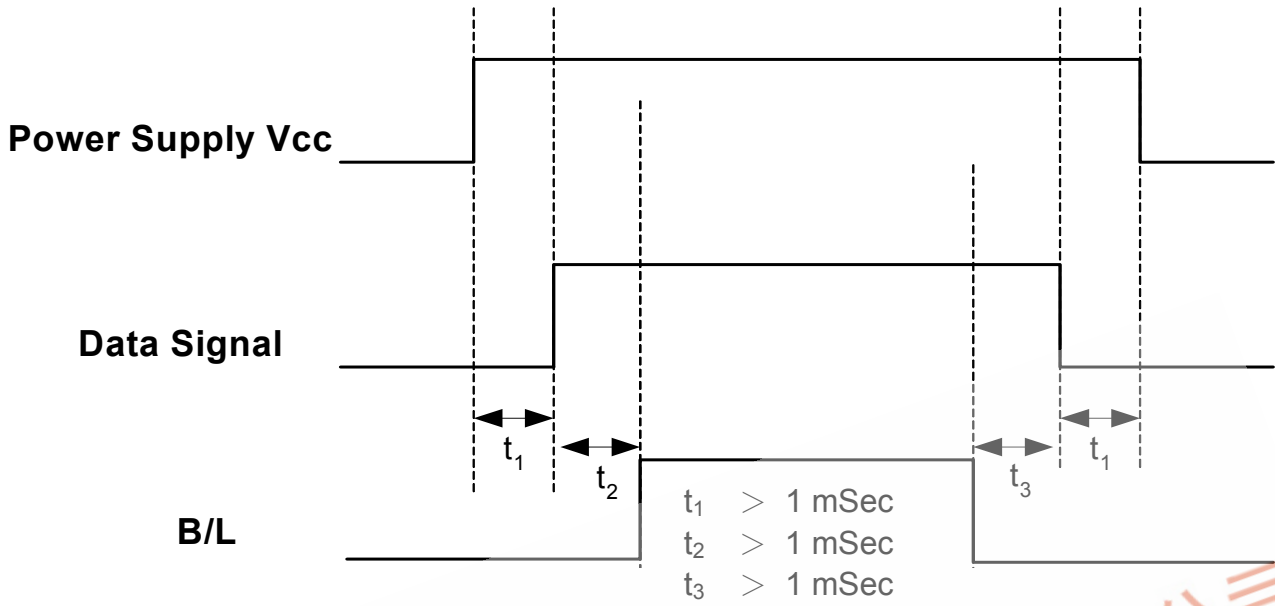 Power Supply Vcc
Data Signal
t₁
t₂
t₃
t₁
B/L
t₁ ＞ 1 mSec
t₂ ＞ 1 mSec
t₃ ＞ 1 mSec